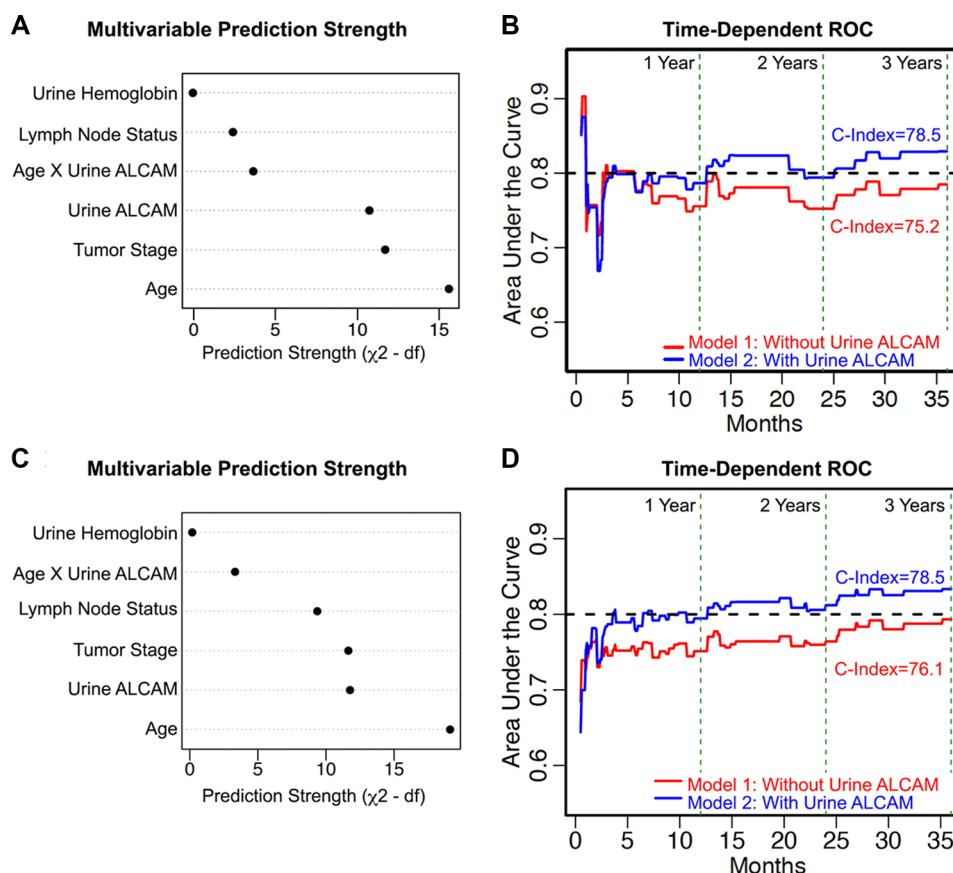 A
Multivariable Prediction Strength
Urine Hemoglobin
Lymph Node Status
Age X Urine ALCAM
Urine ALCAM
Tumor Stage
Age
0 5 10 15
Prediction Strength (χ2 - df)
B
Time-Dependent ROC
1 Year 2 Years 3 Years
Area Under the Curve
0.9
0.8
0.7
0.6
C-Index=78.5
C-Index=75.2
Model 1: Without Urine ALCAM
Model 2: With Urine ALCAM
0 5 10 15 20 25 30 35
Months
C
Multivariable Prediction Strength
Urine Hemoglobin
Age X Urine ALCAM
Lymph Node Status
Tumor Stage
Urine ALCAM
Age
0 5 10 15
Prediction Strength (χ2 - df)
D
Time-Dependent ROC
1 Year 2 Years 3 Years
Area Under the Curve
0.9
0.8
0.7
0.6
C-Index=78.5
C-Index=76.1
Model 1: Without Urine ALCAM
Model 2: With Urine ALCAM
0 5 10 15 20 25 30 35
Months